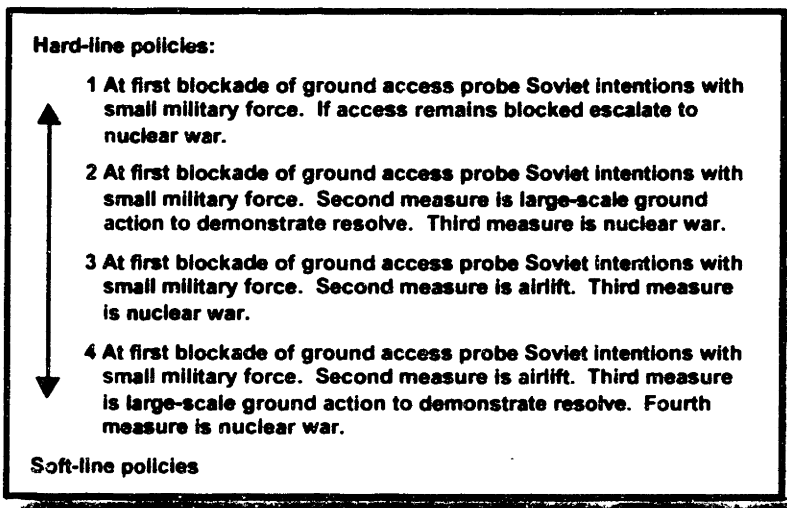 Hard-line policies:
1 At first blockade of ground access probe Soviet intentions with
small military force. If access remains blocked escalate to
nuclear war.
2 At first blockade of ground access probe Soviet intentions with
small military force. Second measure is large-scale ground
action to demonstrate resolve. Third measure is nuclear war.
3 At first blockade of ground access probe Soviet intentions with
small military force. Second measure is airlift. Third measure
is nuclear war.
4 At first blockade of ground access probe Soviet intentions with
small military force. Second measure is airlift. Third measure
is large-scale ground action to demonstrate resolve. Fourth
measure is nuclear war.
Soft-line policies